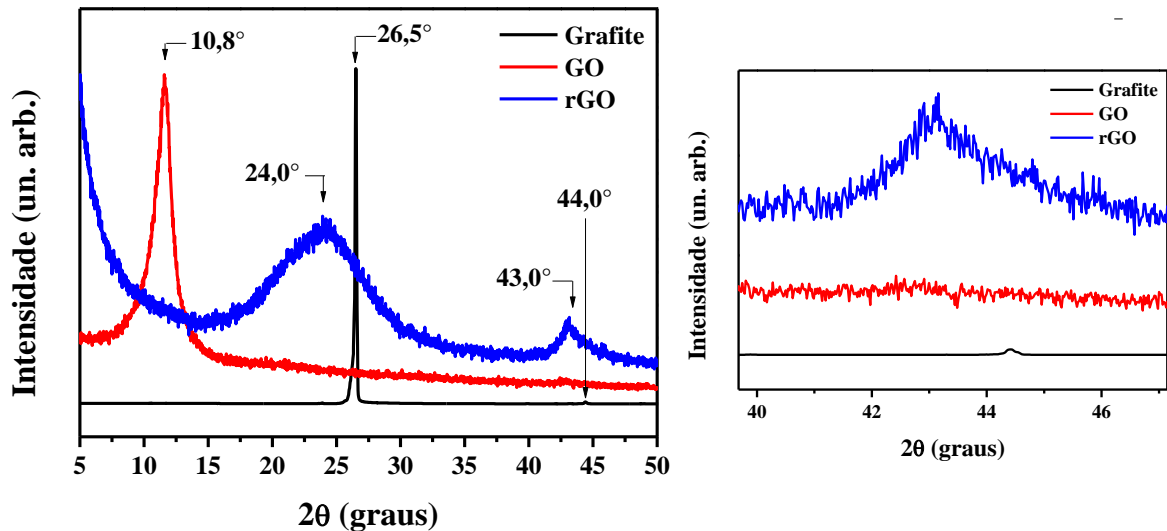 10,8°
26,5°
Grafite
GO
rGO
24,0°
44,0°
43,0°
Intensidade (un. arb.)
5 10 15 20 25 30 35 40 45 50
2θ (graus)
Grafite
GO
rGO
Intensidade (un. arb.)
40 42 44 46
2θ (graus)